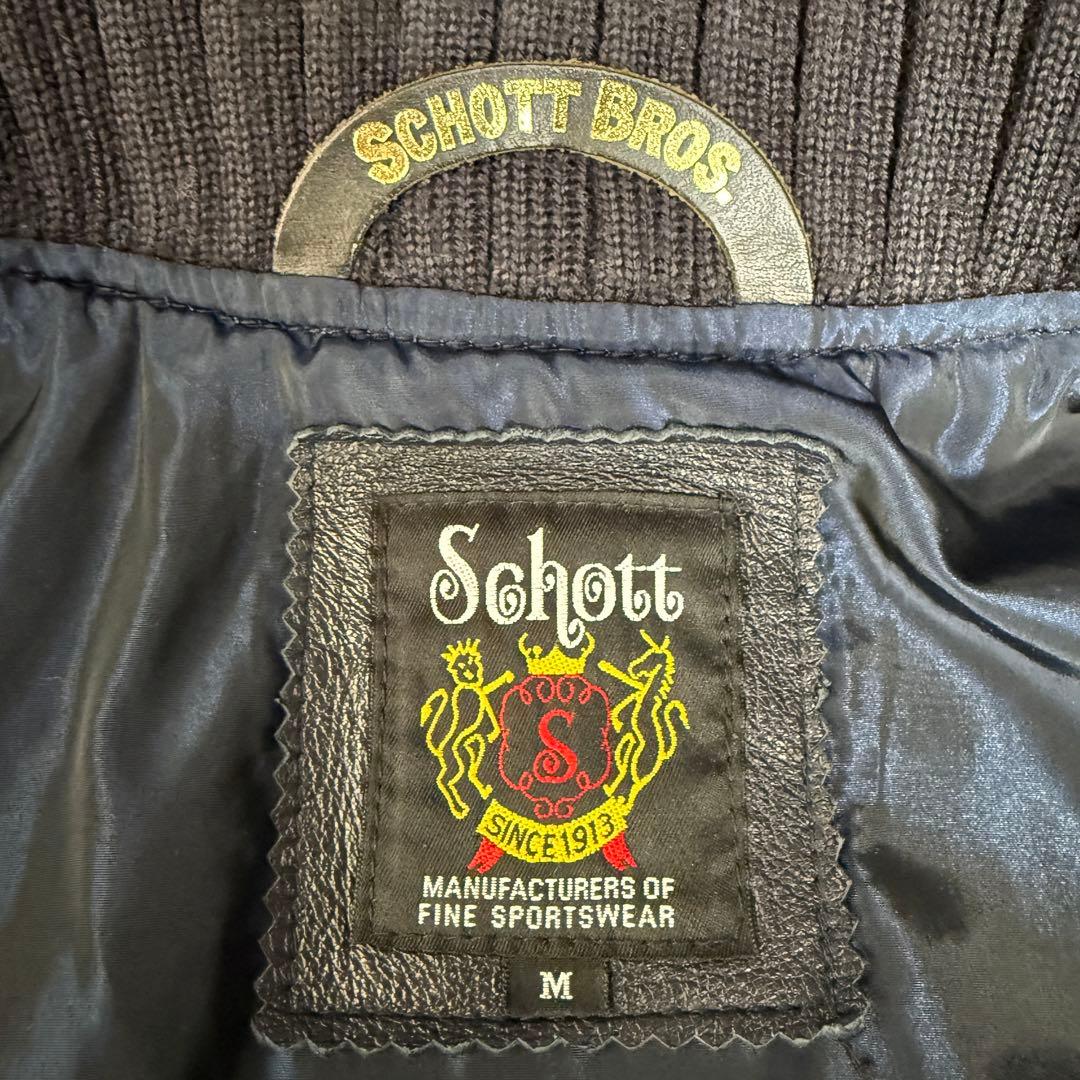 SCHOTT BROS.
Schott
S
SINCE 1913
MANUFACTURERS OF
FINE SPORTSWEAR
M